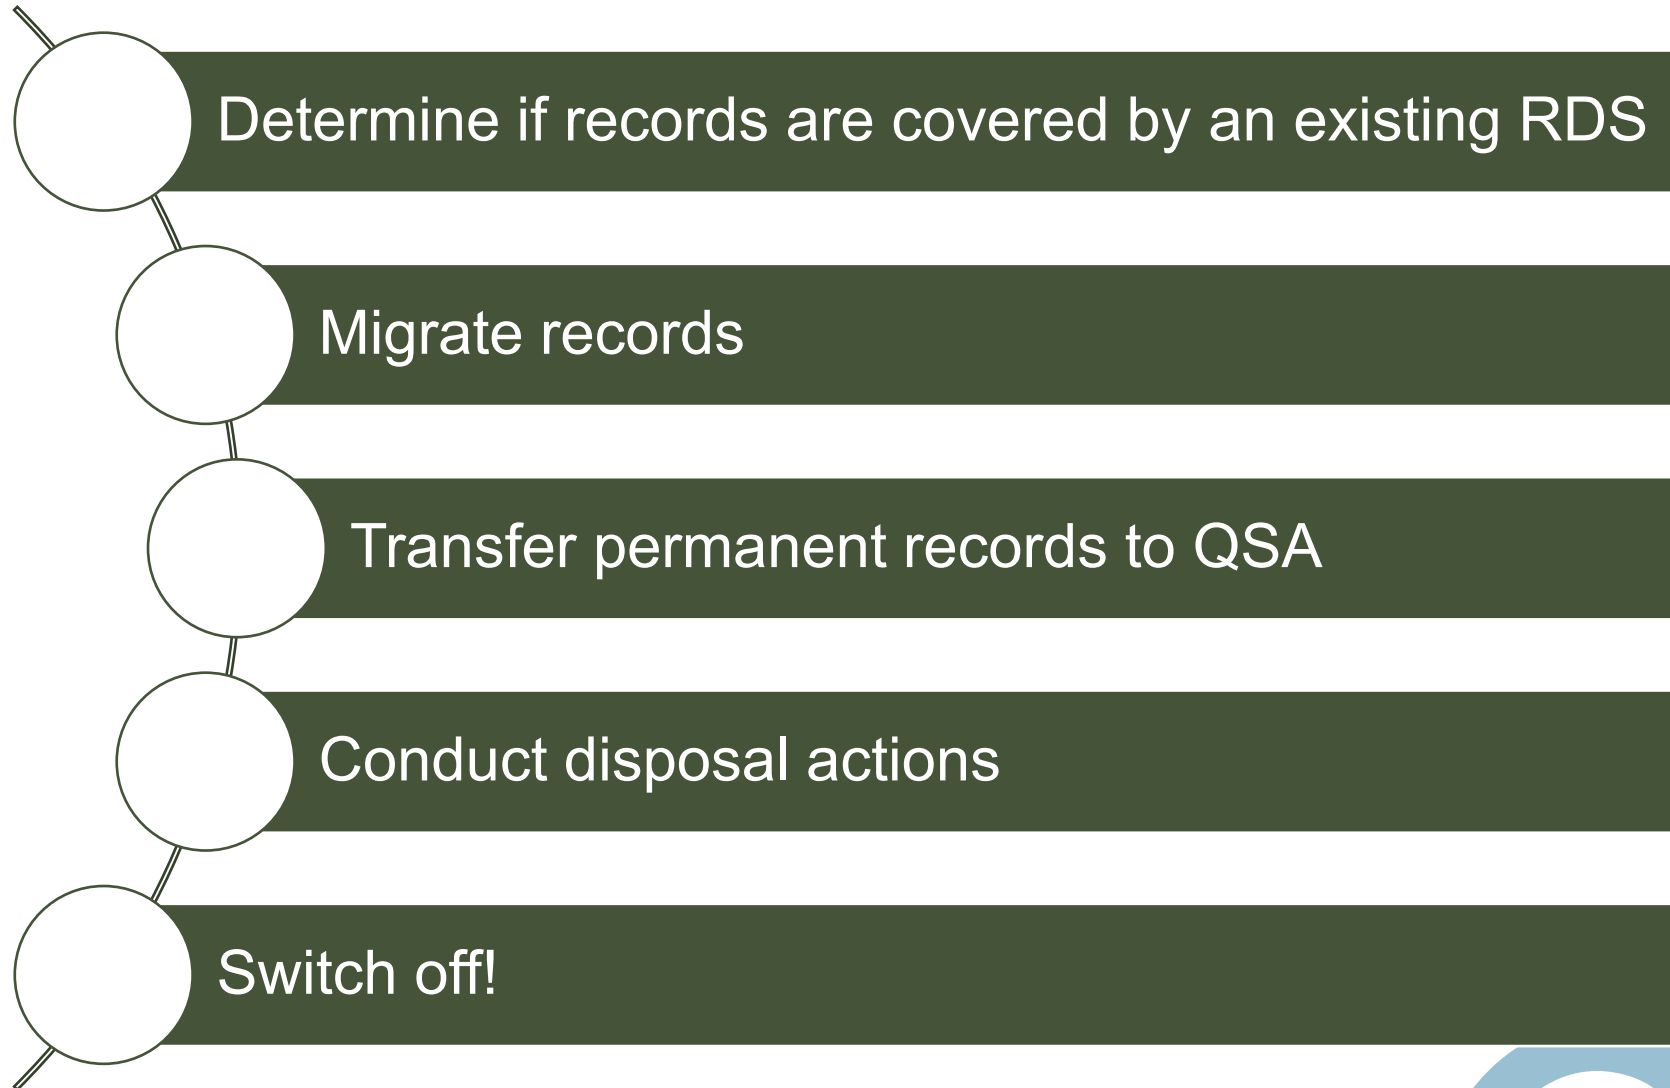 Determine if records are covered by an existing RDS
Migrate records
Transfer permanent records to QSA
Conduct disposal actions
Switch off!